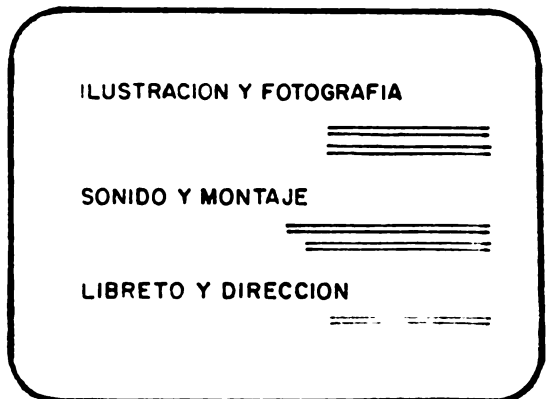 ILUSTRACION Y FOTOGRAFIA
SONIDO Y MONTAJE
LIBRETO Y DIRECCION